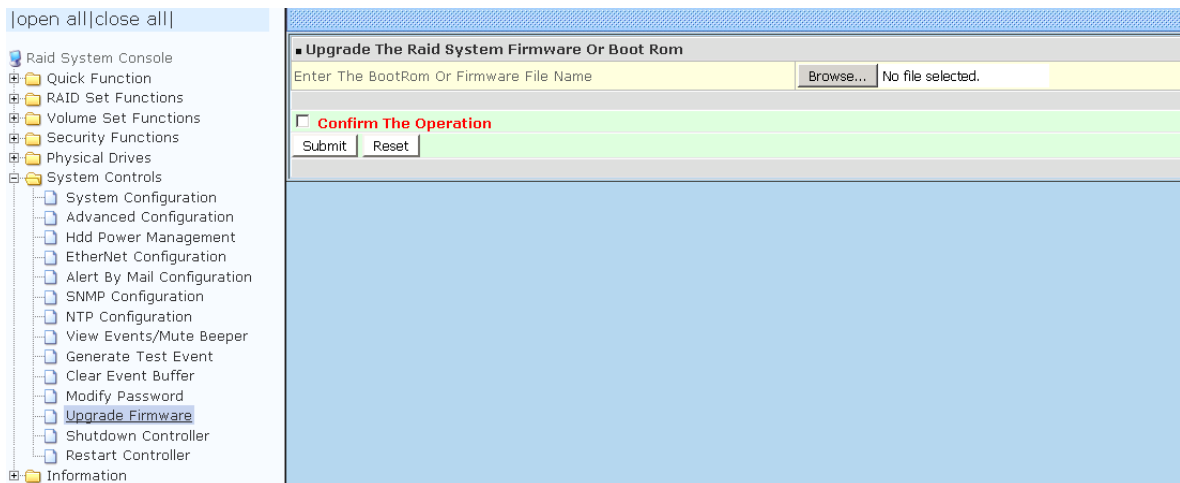 |open all|close all|
Raid System Console
Quick Function
RAID Set Functions
Volume Set Functions
Security Functions
Physical Drives
System Controls
System Configuration
Advanced Configuration
Hdd Power Management
EtherNet Configuration
Alert By Mail Configuration
SNMP Configuration
NTP Configuration
View Events/Mute Beeper
Generate Test Event
Clear Event Buffer
Modify Password
Upgrade Firmware
Shutdown Controller
Restart Controller
Information
Upgrade The Raid System Firmware Or Boot Rom
Enter The BootRom Or Firmware File Name
Browse... No file selected.
Confirm The Operation
Submit Reset